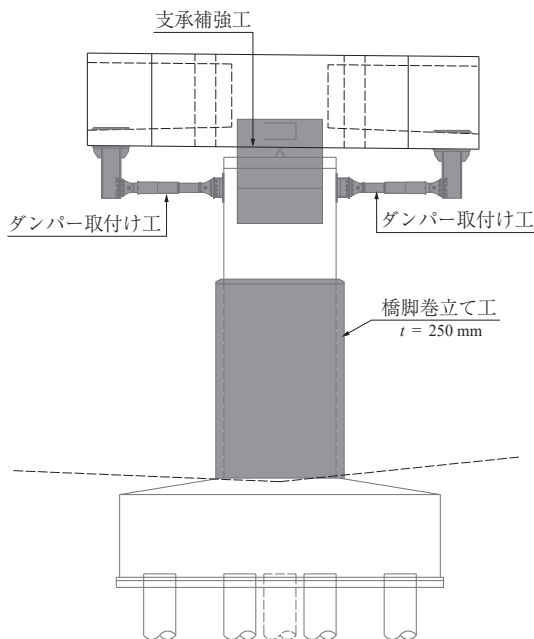 支承補強工
ダンパー取付け工
ダンパー取付け工
橋脚巻立て工
t = 250 mm